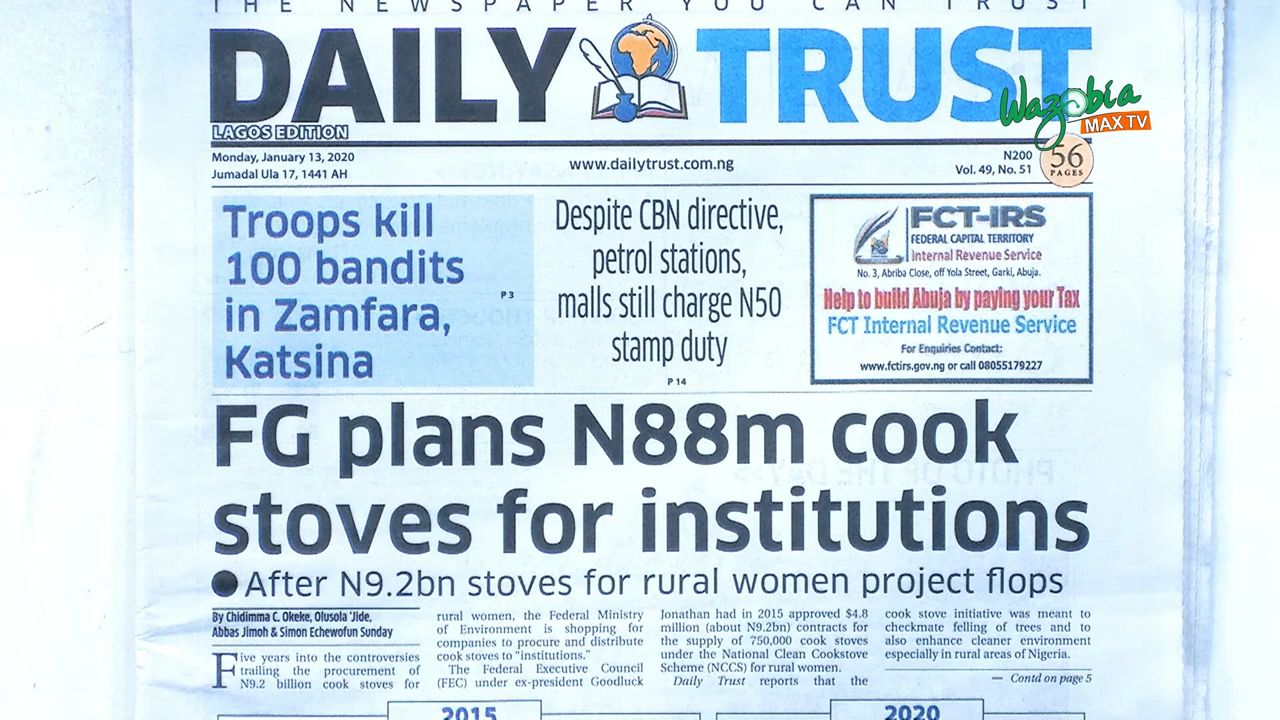 THE NEWSPAPER YOU CAN TRUST
DAILY TRUST
Wazobia
MAX TV
LAGOS EDITION
Monday, January 13, 2020
Jumadal Ula 17, 1441 AH
www.dailytrust.com.ng
N200
Vol. 49, No. 51
56
PAGES
Troops kill
100 bandits
in Zamfara,
Katsina
P 3
Despite CBN directive,
petrol stations,
malls still charge N50
stamp duty
P 14
FCT-IRS
FEDERAL CAPITAL TERRITORY
Internal Revenue Service
No. 3, Abriba Close, off Yola Street, Garki, Abuja.
Help to build Abuja by paying your Tax
FCT Internal Revenue Service
For Enquiries Contact:
www.fctirs.gov.ng or call 08055179227
FG plans N88m cook
stoves for institutions
●After N9.2bn stoves for rural women project flops
By Chidimma C. Okeke, Olusola 'Jide,
Abbas Jimoh & Simon Echewofun Sunday
Five years into the controversies
trailing the procurement of
N9.2 billion cook stoves for
rural women, the Federal Ministry
of Environment is shopping for
companies to procure and distribute
cook stoves to "institutions."
The Federal Executive Council
(FEC) under ex-president Goodluck
Jonathan had in 2015 approved $4.8
million (about N9.2bn) contracts for
the supply of 750,000 cook stoves
under the National Clean Cookstove
Scheme (NCCS) for rural women.
Daily Trust reports that the
cook stove initiative was meant to
checkmate felling of trees and to
also enhance cleaner environment
especially in rural areas of Nigeria.
— Contd on page 5
2015
2020